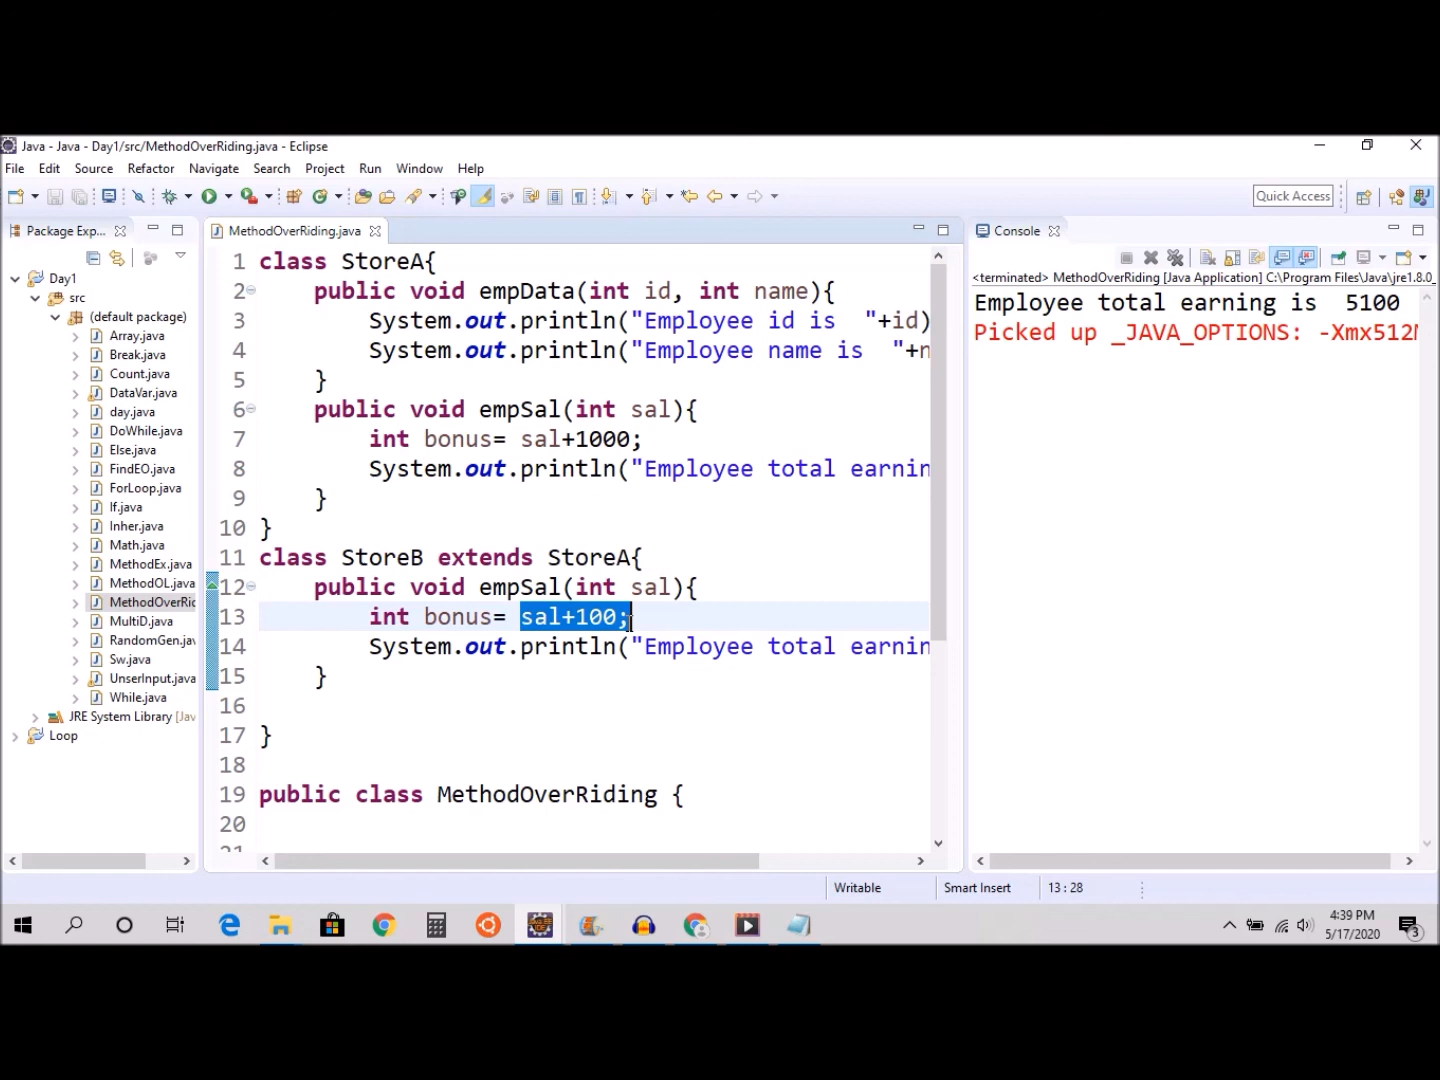 Java - Java - Day1/src/MethodOverRiding.java - Eclipse
File Edit Source Refactor Navigate Search Project Run Window Help
Quick Access
Package Exp...
Day1
src
(default package)
Array.java
Break.java
Count.java
DataVar.java
day.java
DoWhile.java
Else.java
FindEO.java
ForLoop.java
If.java
Inher.java
Math.java
MethodEx.java
MethodOL.java
MethodOverRid
MultiD.java
RandomGen.jav
Sw.java
UnserInput.java
While.java
JRE System Library [Jav
Loop
MethodOverRiding.java
1 class StoreA{
2 public void empData(int id, int name){
3 System.out.println("Employee id is  "+id)
4 System.out.println("Employee name is  "+n
5 }
6 public void empSal(int sal){
7 int bonus= sal+1000;
8 System.out.println("Employee total earnin
9 }
10 }
11 class StoreB extends StoreA{
12 public void empSal(int sal){
13 int bonus= sal+100;
14 System.out.println("Employee total earnin
15 }
16
17 }
18
19 public class MethodOverRiding {
20
21
Console
<terminated> MethodOverRiding [Java Application] C:\Program Files\Java\jre1.8.0_
Employee total earning is  5100
Picked up _JAVA_OPTIONS: -Xmx512M
Writable Smart Insert 13 : 28
4:39 PM
5/17/2020
3